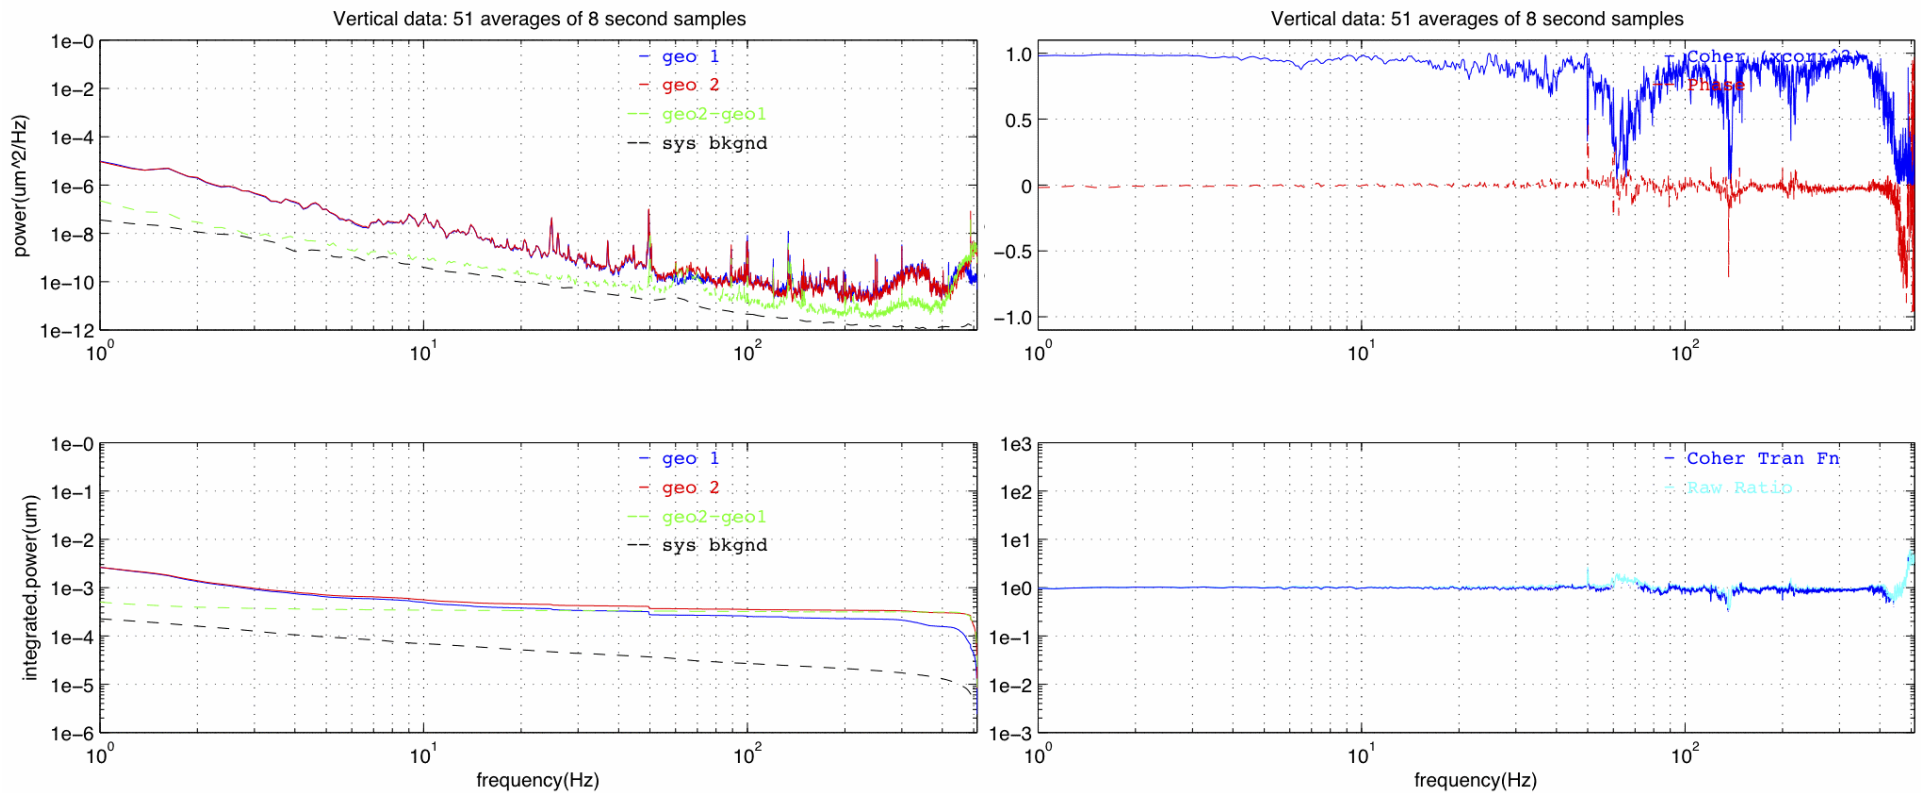 Vertical data: 51 averages of 8 second samples
1e-0
1e-2
1e-4
1e-6
1e-8
1e-10
1e-12
power(um^2/Hz)
geo 1
geo 2
geo2-geo1
sys bkgnd
10^0 10^1 10^2
Vertical data: 51 averages of 8 second samples
1.0
0.5
0
-0.5
-1.0
Coher (xcorr^2)
Phase
10^0 10^1 10^2
1e-0
1e-1
1e-2
1e-3
1e-4
1e-5
1e-6
integrated.power(um)
geo 1
geo 2
geo2-geo1
sys bkgnd
10^0 10^1 10^2
frequency(Hz)
1e3
1e2
1e1
1e0
1e-1
1e-2
1e-3
Coher Tran Fn
Raw Ratip
10^0 10^1 10^2
frequency(Hz)